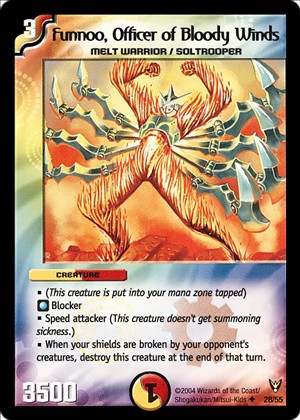 3 Funnoo, Officer of Bloody Winds
MELT WARRIOR / SOLTROOPER
CREATURE
▪ (This creature is put into your mana zone tapped)
Blocker
▪ Speed attacker (This creature doesn't get summoning
sickness.)
▪ When your shields are broken by your opponent's
creatures, destroy this creature at the end of that turn.
3500
1
©2004 Wizards of the Coast/
Shogakukan/Mitsui-Kids 28/55